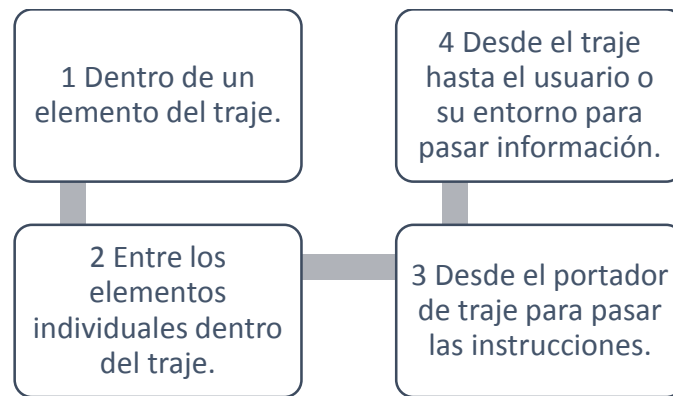 1 Dentro de un
elemento del traje.
2 Entre los
elementos
individuales dentro
del traje.
3 Desde el portador
de traje para pasar
las instrucciones.
4 Desde el traje
hasta el usuario o
su entorno para
pasar información.